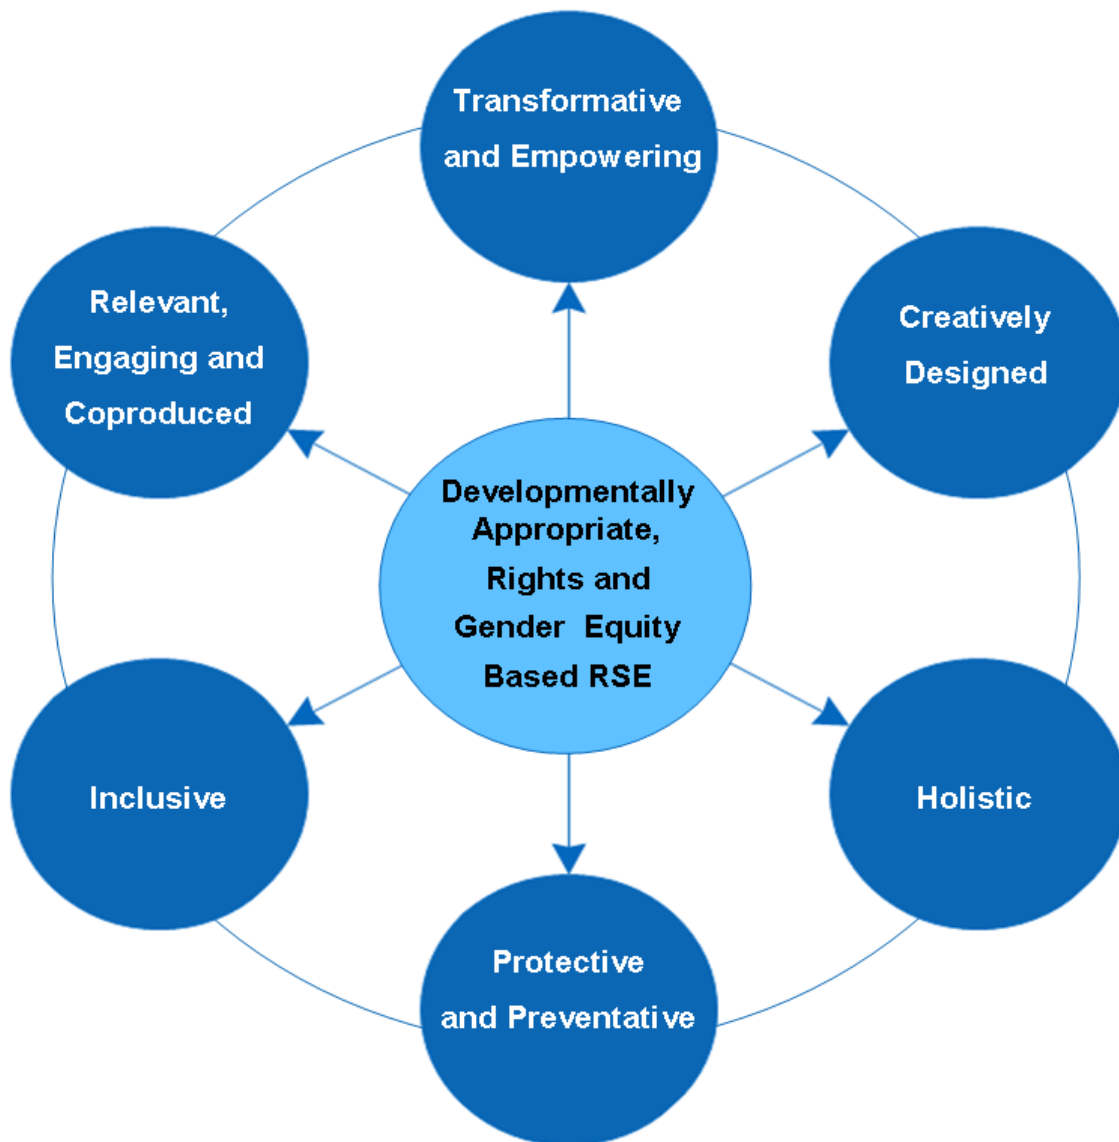 Transformative
and Empowering
Relevant,
Engaging and
Coproduced
Creatively
Designed
Developmentally
Appropriate,
Rights and
Gender Equity
Based RSE
Inclusive
Holistic
Protective
and Preventative